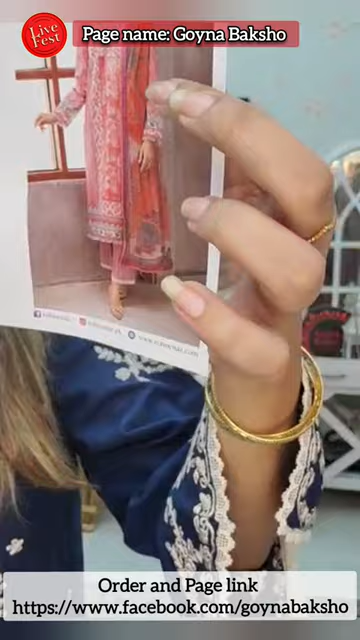 Live
Fest
Page name: Goyna Baksho
Order and Page link
https://www.facebook.com/goynabaksho